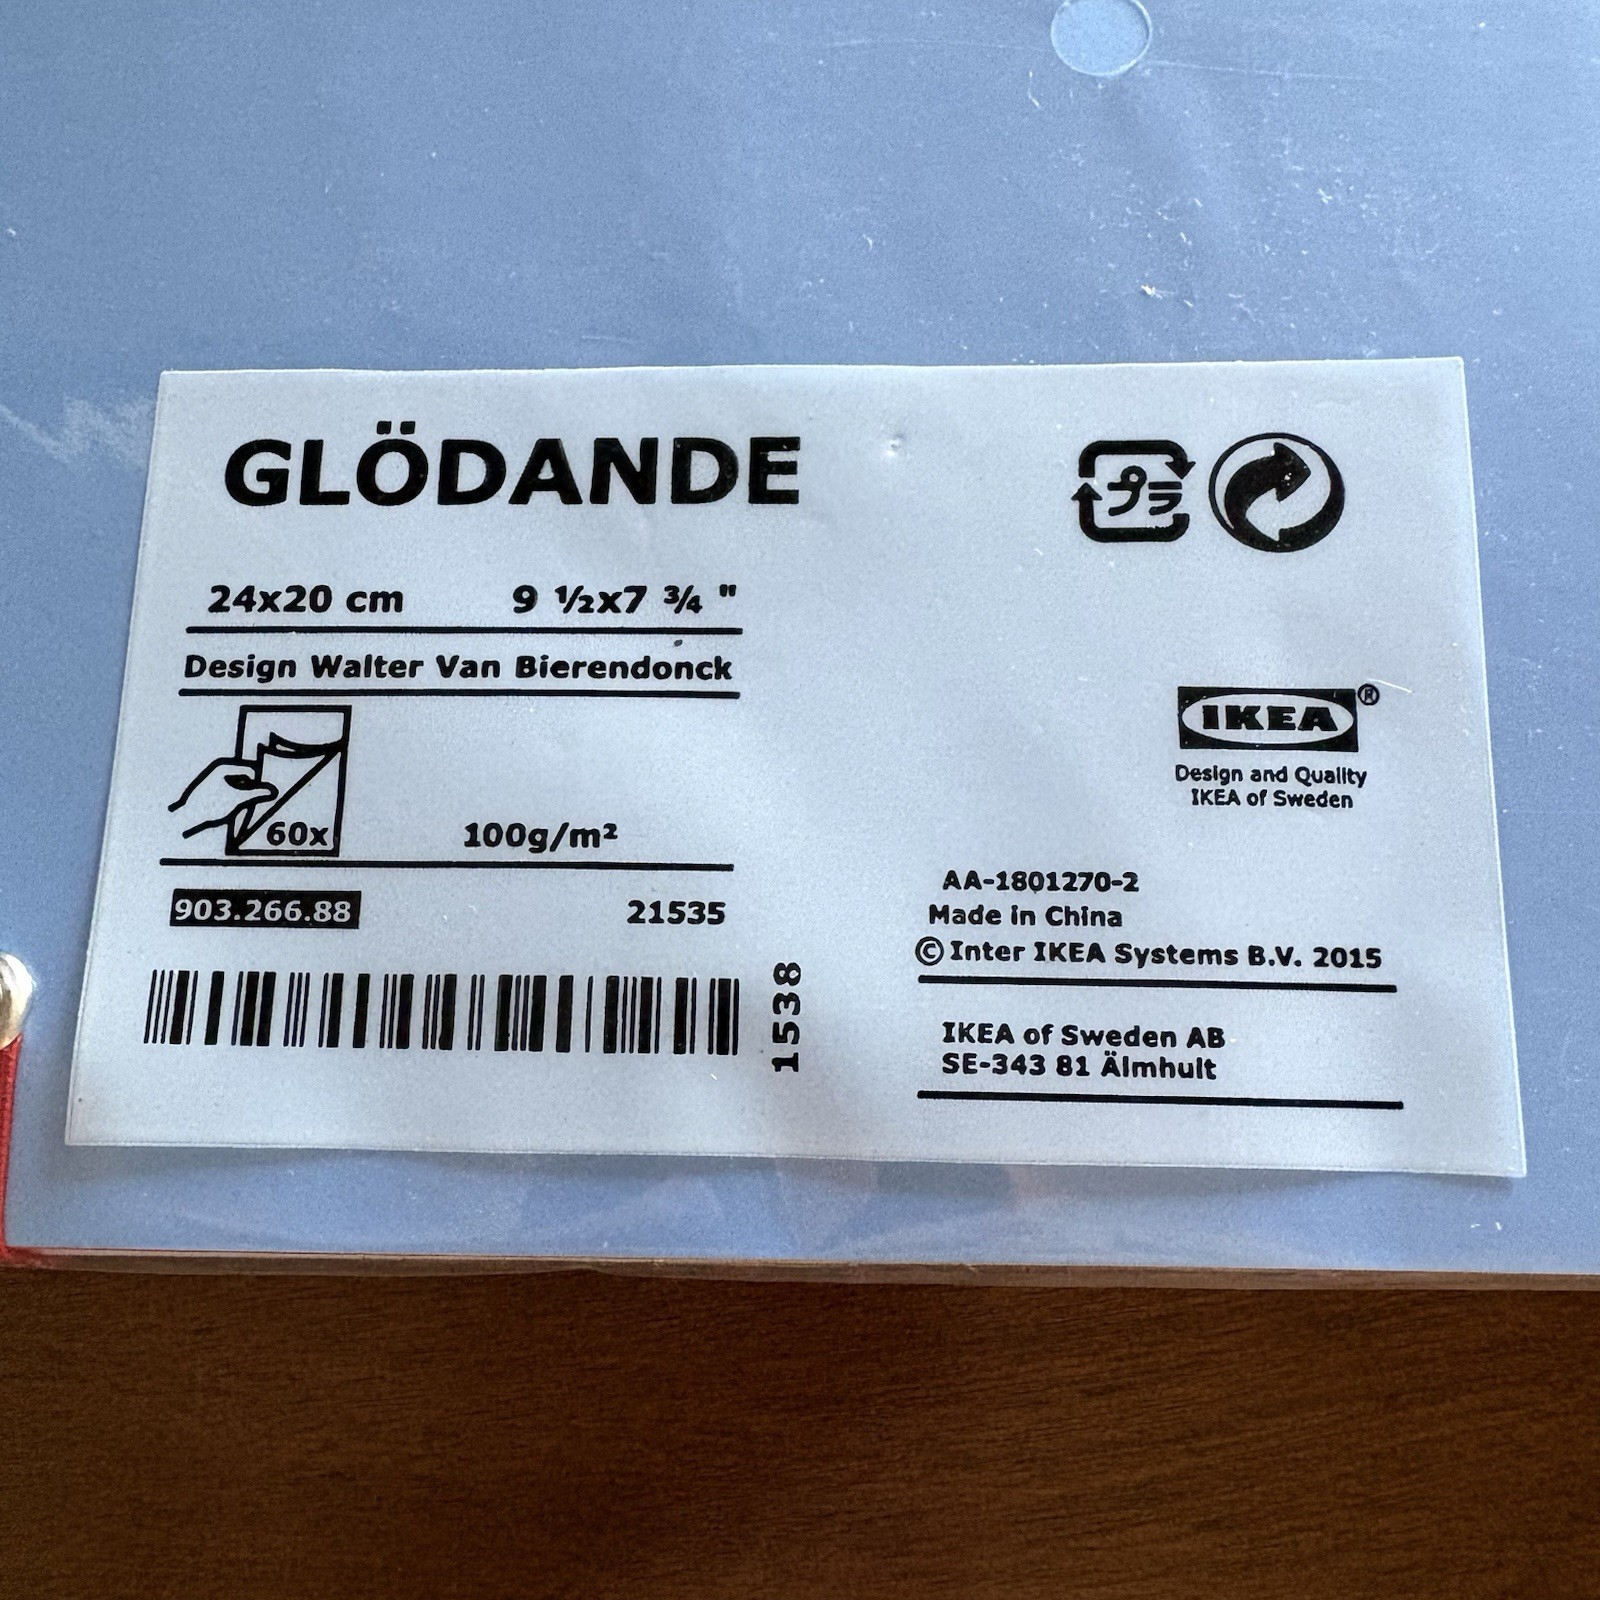 GLÖDANDE
プラ
24x20 cm 9 ½x7 ¾ "
Design Walter Van Bierendonck
60x 100g/m²
903.266.88 21535
1538
IKEA®
Design and Quality
IKEA of Sweden
AA-1801270-2
Made in China
© Inter IKEA Systems B.V. 2015
IKEA of Sweden AB
SE-343 81 Älmhult